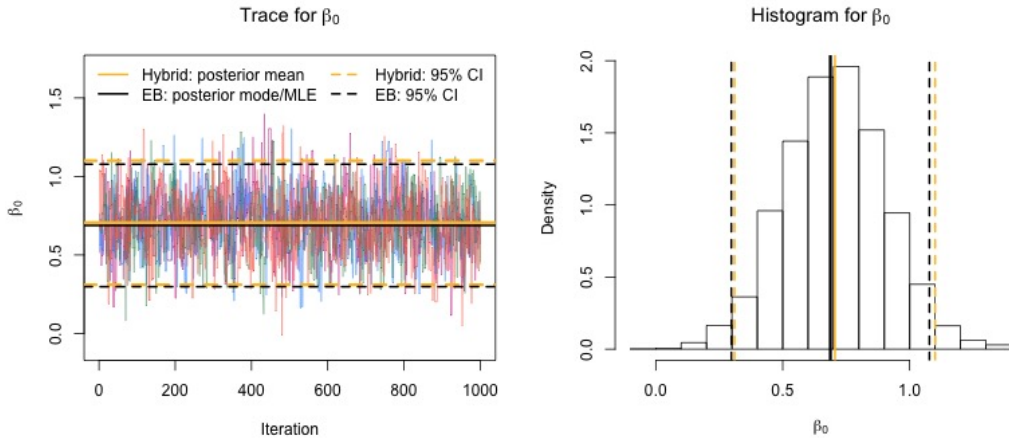 Trace for β₀
Hybrid: posterior mean
EB: posterior mode/MLE
Hybrid: 95% CI
EB: 95% CI
β₀
1.5
1.0
0.5
0.0
0 200 400 600 800 1000
Iteration
Histogram for β₀
Density
2.0
1.5
1.0
0.5
0.0
0.0 0.5 1.0
β₀